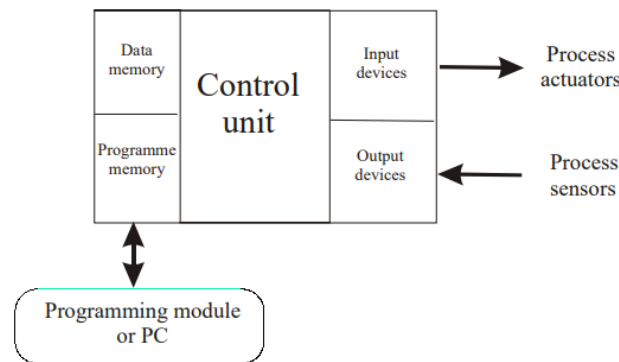 Data
memory
Programme
memory
Control
unit
Input
devices
Output
devices
Process
actuators
Process
sensors
Programming module
or PC